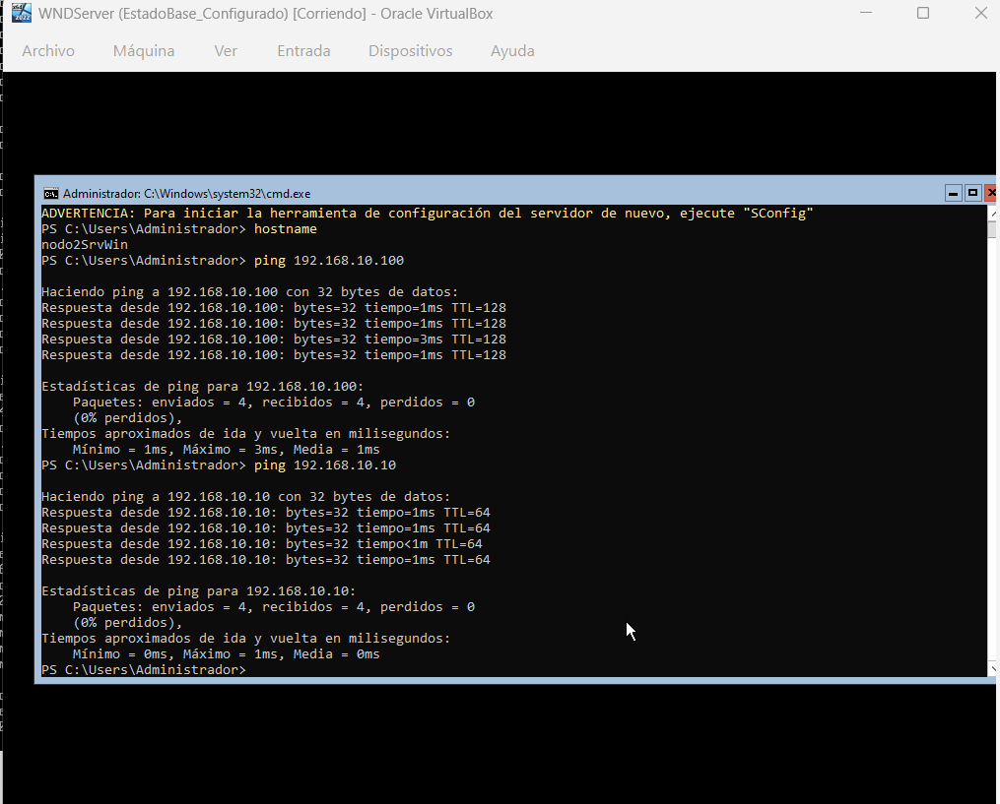 WNDServer (EstadoBase_Configurado) [Corriendo] - Oracle VirtualBox
Archivo Máquina Ver Entrada Dispositivos Ayuda
Administrador: C:\Windows\system32\cmd.exe
ADVERTENCIA: Para iniciar la herramienta de configuración del servidor de nuevo, ejecute "SConfig"
PS C:\Users\Administrador> hostname
nodo2SrvWin
PS C:\Users\Administrador> ping 192.168.10.100
Haciendo ping a 192.168.10.100 con 32 bytes de datos:
Respuesta desde 192.168.10.100: bytes=32 tiempo=1ms TTL=128
Respuesta desde 192.168.10.100: bytes=32 tiempo=1ms TTL=128
Respuesta desde 192.168.10.100: bytes=32 tiempo=3ms TTL=128
Respuesta desde 192.168.10.100: bytes=32 tiempo=1ms TTL=128
Estadísticas de ping para 192.168.10.100:
    Paquetes: enviados = 4, recibidos = 4, perdidos = 0
    (0% perdidos),
Tiempos aproximados de ida y vuelta en milisegundos:
    Mínimo = 1ms, Máximo = 3ms, Media = 1ms
PS C:\Users\Administrador> ping 192.168.10.10
Haciendo ping a 192.168.10.10 con 32 bytes de datos:
Respuesta desde 192.168.10.10: bytes=32 tiempo=1ms TTL=64
Respuesta desde 192.168.10.10: bytes=32 tiempo=1ms TTL=64
Respuesta desde 192.168.10.10: bytes=32 tiempo<1m TTL=64
Respuesta desde 192.168.10.10: bytes=32 tiempo=1ms TTL=64
Estadísticas de ping para 192.168.10.10:
    Paquetes: enviados = 4, recibidos = 4, perdidos = 0
    (0% perdidos),
Tiempos aproximados de ida y vuelta en milisegundos:
    Mínimo = 0ms, Máximo = 1ms, Media = 0ms
PS C:\Users\Administrador>